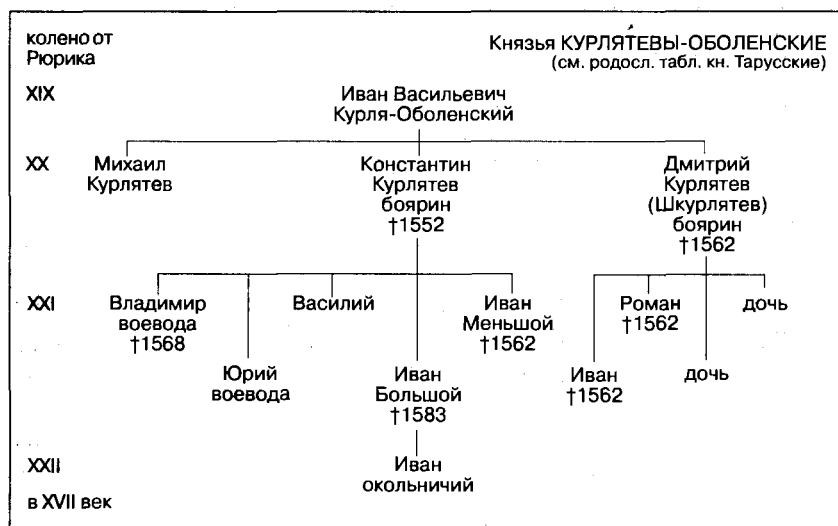 колено от
Рюрика
Князья КУРЛЯТЕВЫ-ОБОЛЕНСКИЕ
(см. родосл. табл. кн. Тарусские)
XIX
Иван Васильевич
Курля-Оболенский
XX
Михаил
Курлятев
Константин
Курлятев
боярин
†1552
Дмитрий
Курлятев
(Шкурлятев)
боярин
†1562
XXI
Владимир
воевода
†1568
Василий
Иван
Меньшой
†1562
Роман
†1562
дочь
Юрий
воевода
Иван
Большой
†1583
Иван
†1562
дочь
XXII
Иван
окольничий
в XVII век